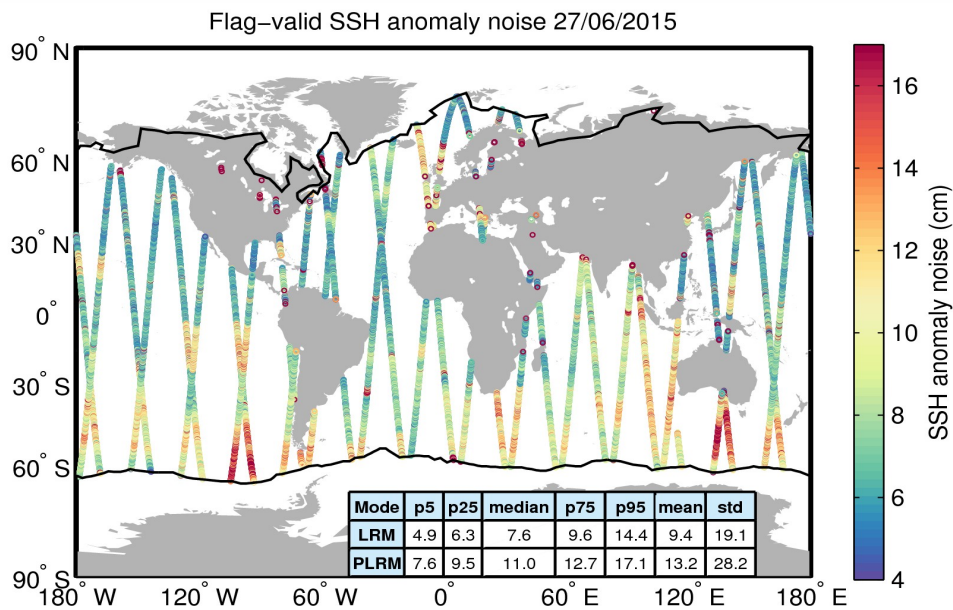 Flag−valid SSH anomaly noise 27/06/2015
90° N
60° N
30° N
0°
30° S
60° S
90° S
180° W 120° W 60° W 0° 60° E 120° E 180° E
Mode p5 p25 median p75 p95 mean std
LRM 4.9 6.3 7.6 9.6 14.4 9.4 19.1
PLRM 7.6 9.5 11.0 12.7 17.1 13.2 28.2
16
14
12
10
8
6
4
SSH anomaly noise (cm)